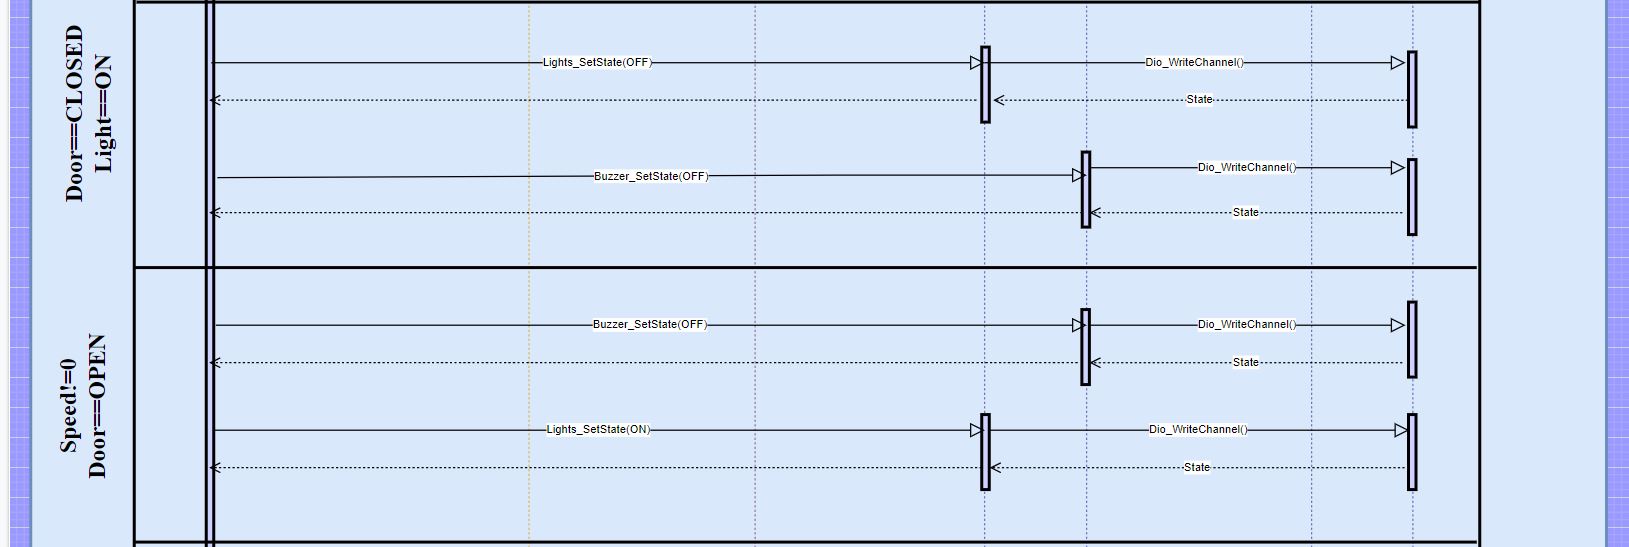 Door==CLOSED
Light==ON
Lights_SetState(OFF)
Dio_WriteChannel()
State
Buzzer_SetState(OFF)
Dio_WriteChannel()
State
Speed!=0
Door==OPEN
Buzzer_SetState(OFF)
Dio_WriteChannel()
State
Lights_SetState(ON)
Dio_WriteChannel()
State